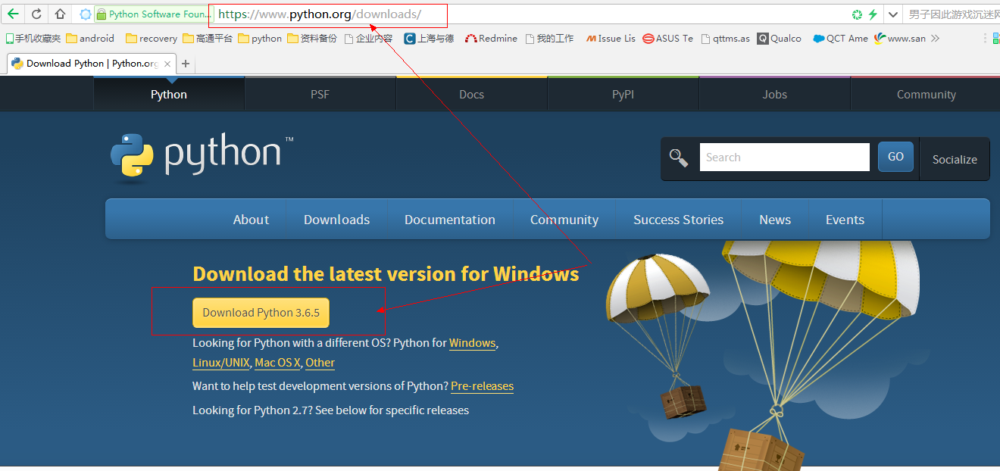 Python Software Foun... https://www.python.org/downloads/ 男子因此游戏沉迷网
手机收藏夹 android recovery 高通平台 python 资料备份 企业内容 C 上海与德 Redmine 我的工作 Issue Lis ASUS Te qttms.as Q Qualco QCT Ame www.san
Download Python | Python.org
Python PSF Docs PyPI Jobs Community
python™
Search GO Socialize
About Downloads Documentation Community Success Stories News Events
Download the latest version for Windows
Download Python 3.6.5
Looking for Python with a different OS? Python for Windows,
Linux/UNIX, Mac OS X, Other
Want to help test development versions of Python? Pre-releases
Looking for Python 2.7? See below for specific releases